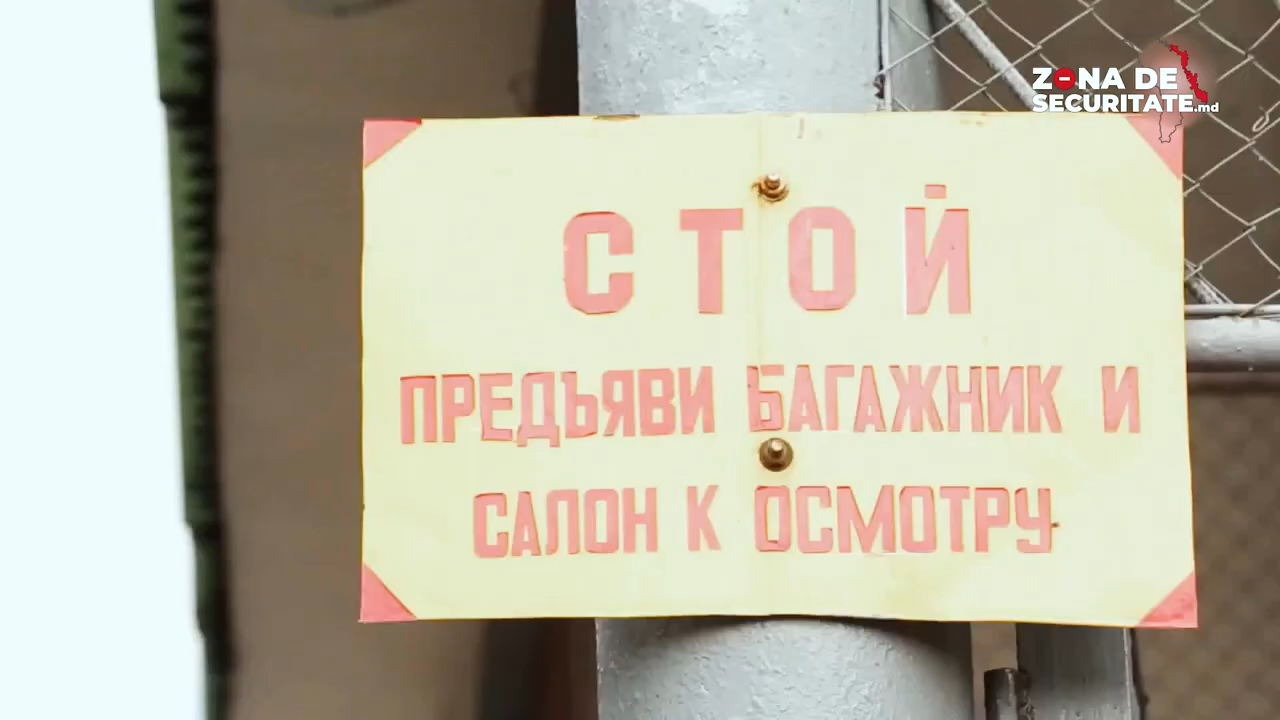 ZONA DE
SECURITATE.md
СТОЙ
ПРЕДЪЯВИ БАГАЖНИК И
САЛОН К ОСМОТРУ